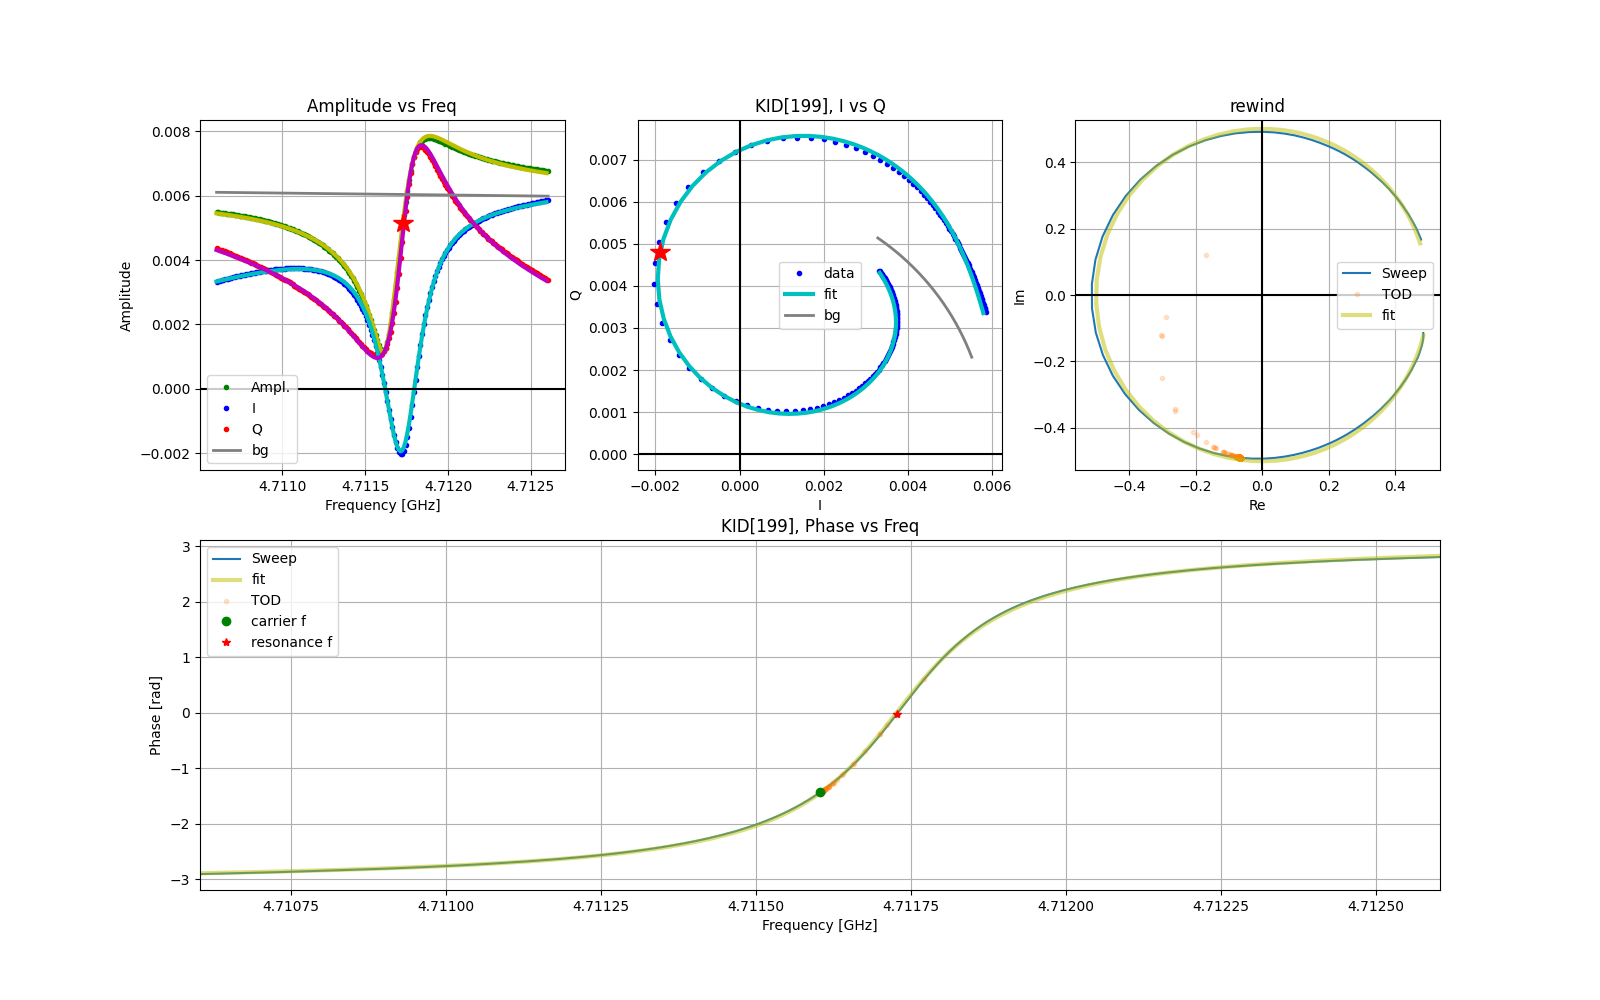 Amplitude vs Freq
0.008
0.006
0.004
0.002
0.000
−0.002
Amplitude
Ampl.
I
Q
bg
4.7110 4.7115 4.7120 4.7125
Frequency [GHz]
KID[199], I vs Q
0.007
0.006
0.005
0.004
0.003
0.002
0.001
0.000
Q
data
fit
bg
−0.002 0.000 0.002 0.004 0.006
I
rewind
0.4
0.2
0.0
−0.2
−0.4
Im
Sweep
TOD
fit
−0.4 −0.2 0.0 0.2 0.4
Re
KID[199], Phase vs Freq
3
2
1
0
−1
−2
−3
Phase [rad]
Sweep
fit
TOD
carrier f
resonance f
4.71075 4.71100 4.71125 4.71150 4.71175 4.71200 4.71225 4.71250
Frequency [GHz]